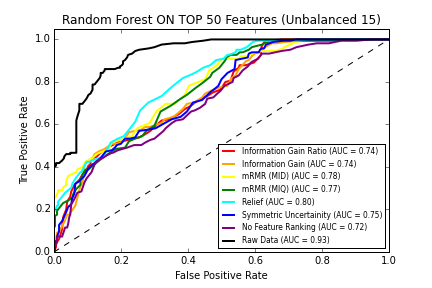 Random Forest ON TOP 50 Features (Unbalanced 15)
True Positive Rate
1.0
0.8
0.6
0.4
0.2
0.0
0.0 0.2 0.4 0.6 0.8 1.0
False Positive Rate
Information Gain Ratio (AUC = 0.74)
Information Gain (AUC = 0.74)
mRMR (MID) (AUC = 0.78)
mRMR (MIQ) (AUC = 0.77)
Relief (AUC = 0.80)
Symmetric Uncertainity (AUC = 0.75)
No Feature Ranking (AUC = 0.72)
Raw Data (AUC = 0.93)